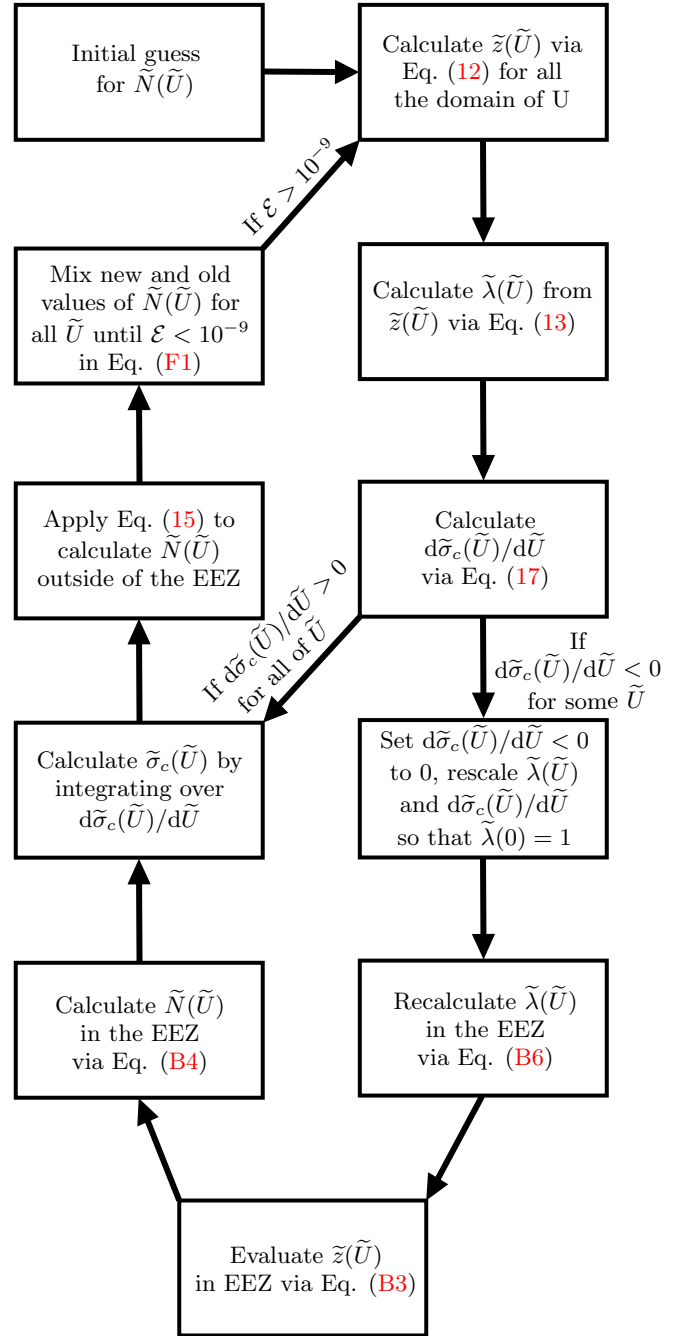 Initial guess
for Ñ(Ũ)
Calculate z̃(Ũ) via
Eq. (12) for all
the domain of U
If ℰ > 10⁻⁹
Mix new and old
values of Ñ(Ũ) for
all Ũ until ℰ < 10⁻⁹
in Eq. (F1)
Calculate λ̃(Ũ) from
z̃(Ũ) via Eq. (13)
Apply Eq. (15) to
calculate Ñ(Ũ)
outside of the EEZ
Calculate
dσ̃c(Ũ)/dŨ
via Eq. (17)
If dσ̃c(Ũ)/dŨ > 0
for all of Ũ
If
dσ̃c(Ũ)/dŨ < 0
for some Ũ
Calculate σ̃c(Ũ) by
integrating over
dσ̃c(Ũ)/dŨ
Set dσ̃c(Ũ)/dŨ < 0
to 0, rescale λ̃(Ũ)
and dσ̃c(Ũ)/dŨ
so that λ̃(0) = 1
Calculate Ñ(Ũ)
in the EEZ
via Eq. (B4)
Recalculate λ̃(Ũ)
in the EEZ
via Eq. (B6)
Evaluate z̃(Ũ)
in EEZ via Eq. (B3)